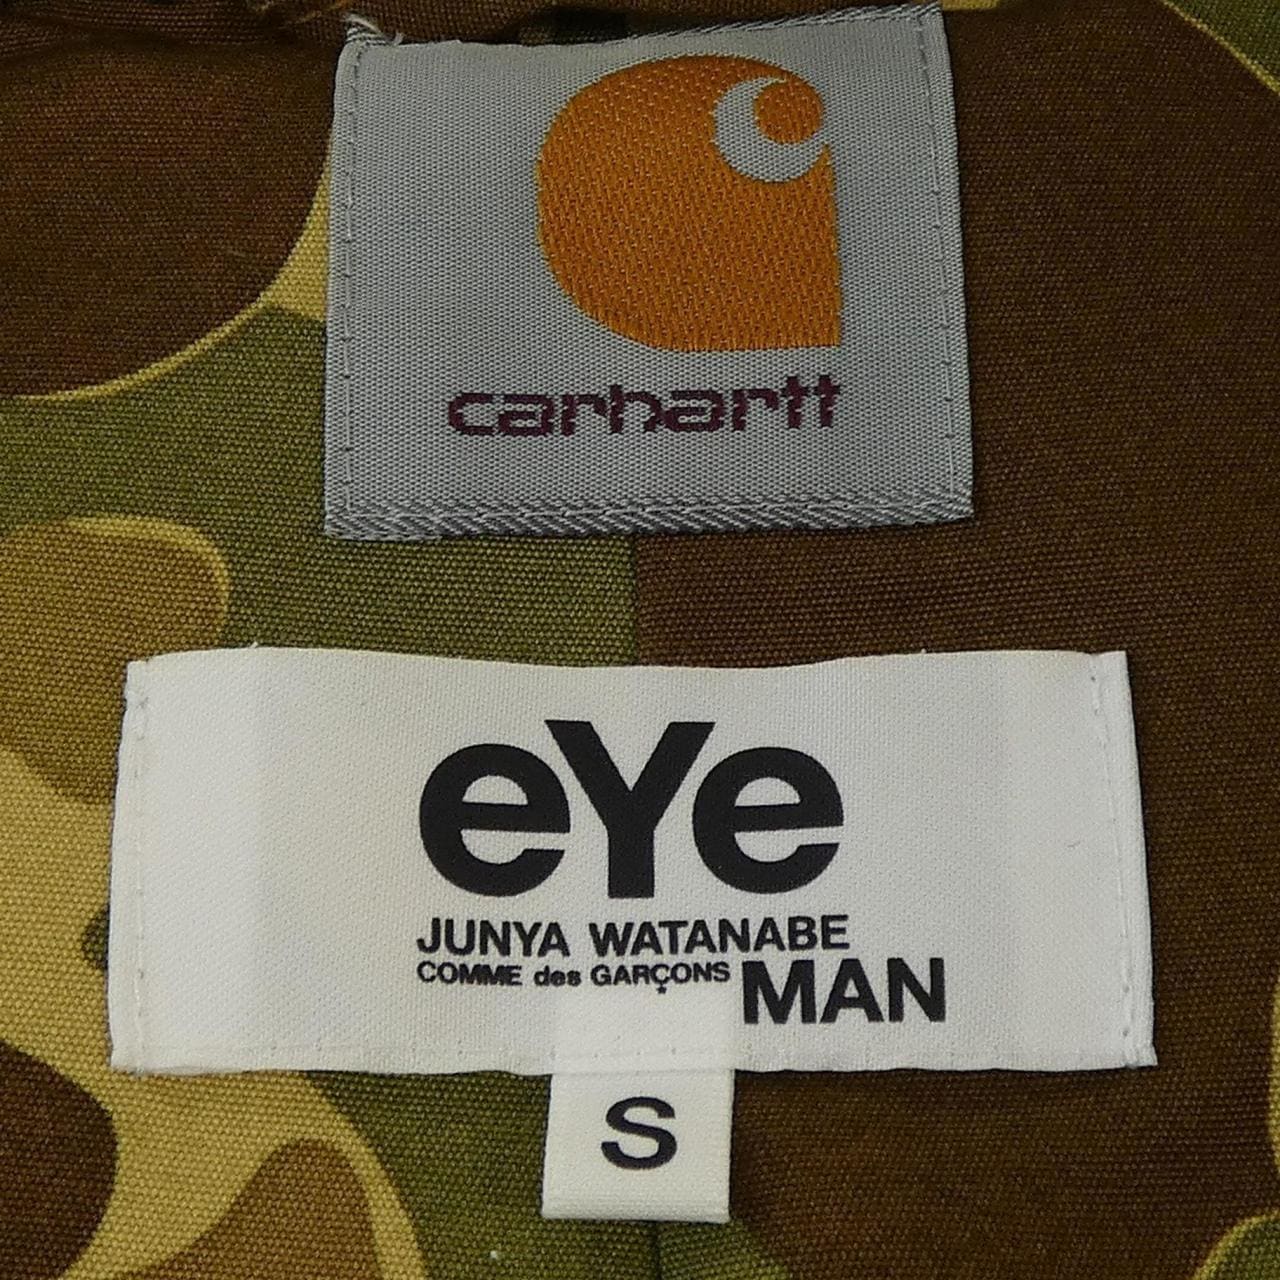 carhartt
eYe
JUNYA WATANABE
COMME des GARÇONS MAN
S